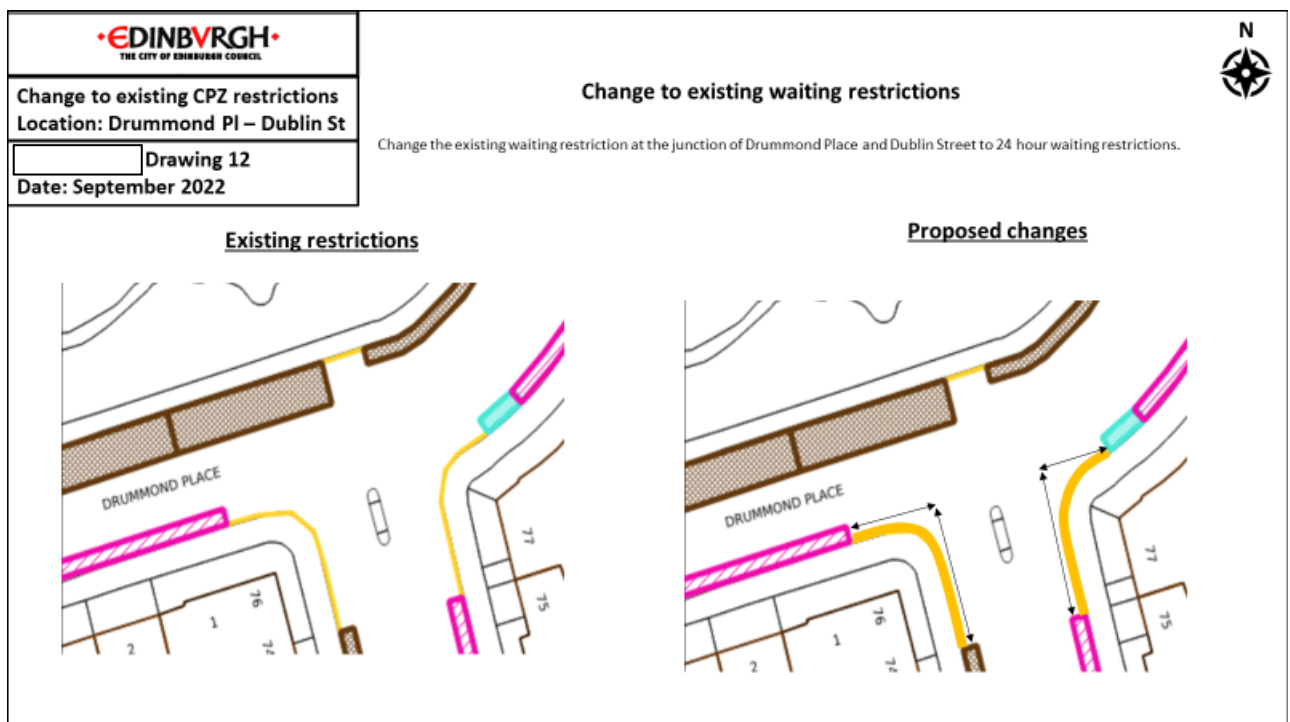 EDINBVRGH
THE CITY OF EDINBURGH COUNCIL
Change to existing CPZ restrictions
Location: Drummond Pl – Dublin St
Drawing 12
Date: September 2022
N
Change to existing waiting restrictions
Change the existing waiting restriction at the junction of Drummond Place and Dublin Street to 24 hour waiting restrictions.
Existing restrictions
DRUMMOND PLACE
77
75
76
1
2
74
Proposed changes
DRUMMOND PLACE
77
75
76
1
2
74